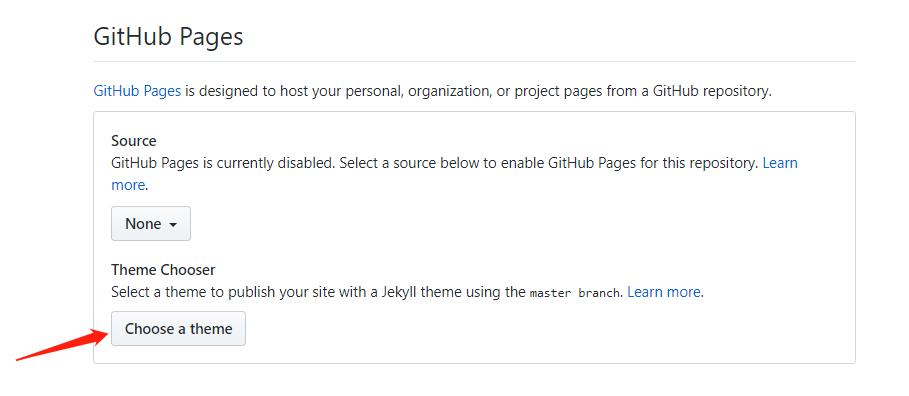 GitHub Pages
GitHub Pages is designed to host your personal, organization, or project pages from a GitHub repository.
Source
GitHub Pages is currently disabled. Select a source below to enable GitHub Pages for this repository. Learn
more.
None
Theme Chooser
Select a theme to publish your site with a Jekyll theme using the master branch. Learn more.
Choose a theme